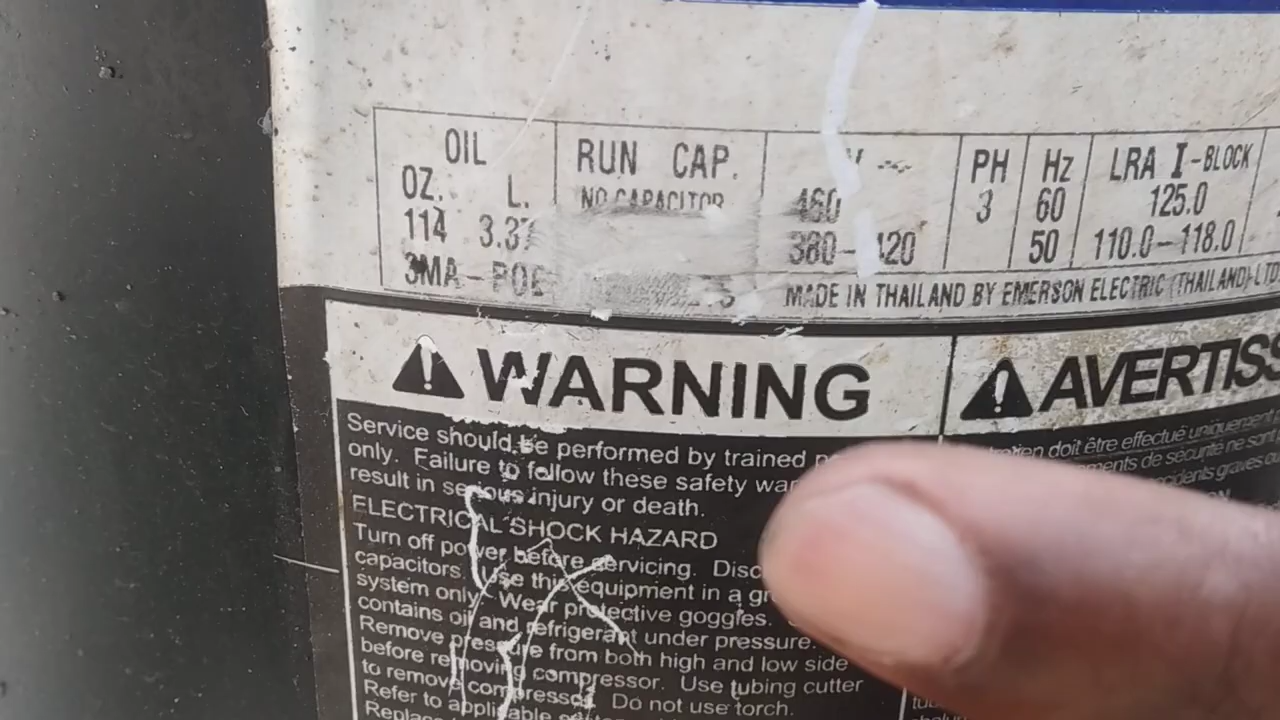 OIL RUN CAP. V PH Hz LRA I-BLOCK
OZ. L. NO CAPACITOR 460 3 60 125.0
114 3.37 380-420 50 110.0-118.0
3MA-POE MADE IN THAILAND BY EMERSON ELECTRIC (THAILAND) LTD
WARNING
Service should be performed by trained
only. Failure to follow these safety
result in serious injury or death.
ELECTRICAL SHOCK HAZARD
Turn off power before servicing.
capacitors. Use this equipment in a
system only. Wear protective goggles.
contains oil and refrigerant under pressure.
Remove pressure from both high and low side
before removing compressor. Use tubing cutter
to remove compressor. Do not use torch.
Refer to applicable
AVERTISS
doit être effectué uniquement
de sécurité ne sont
accidents graves ou